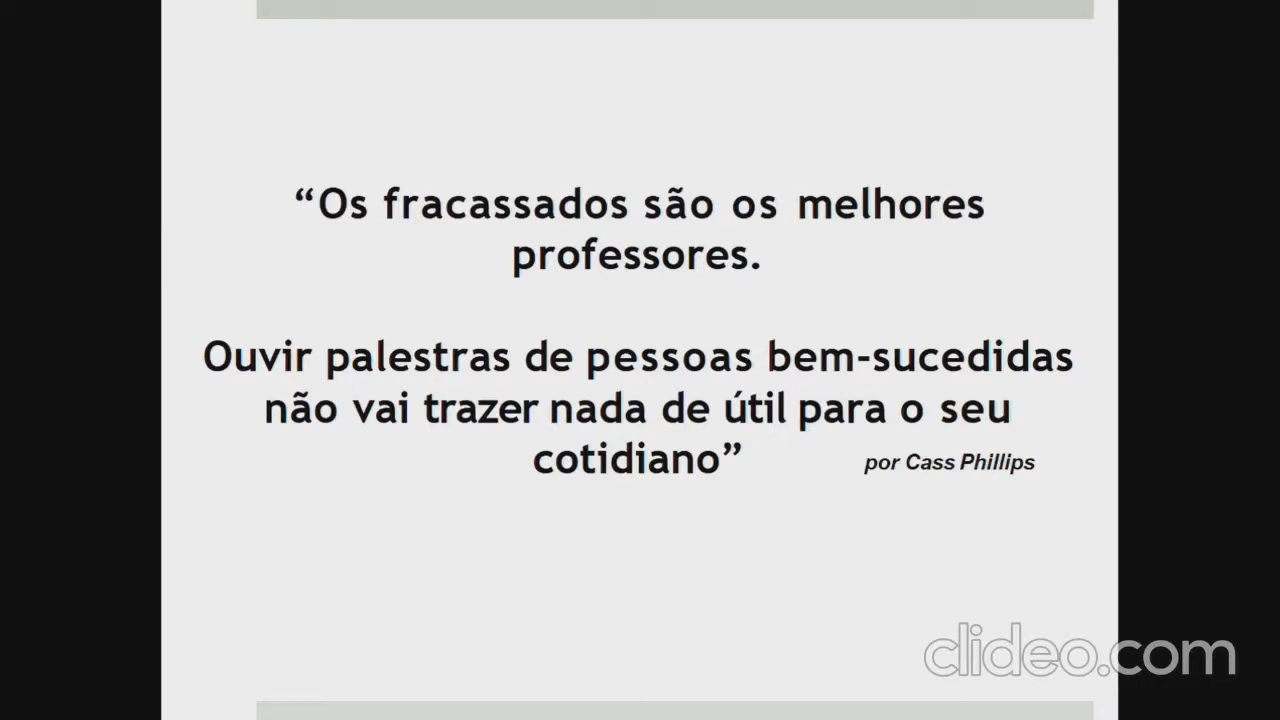 “Os fracassados são os melhores
professores.
Ouvir palestras de pessoas bem-sucedidas
não vai trazer nada de útil para o seu
cotidiano”
por Cass Phillips
clideo.com